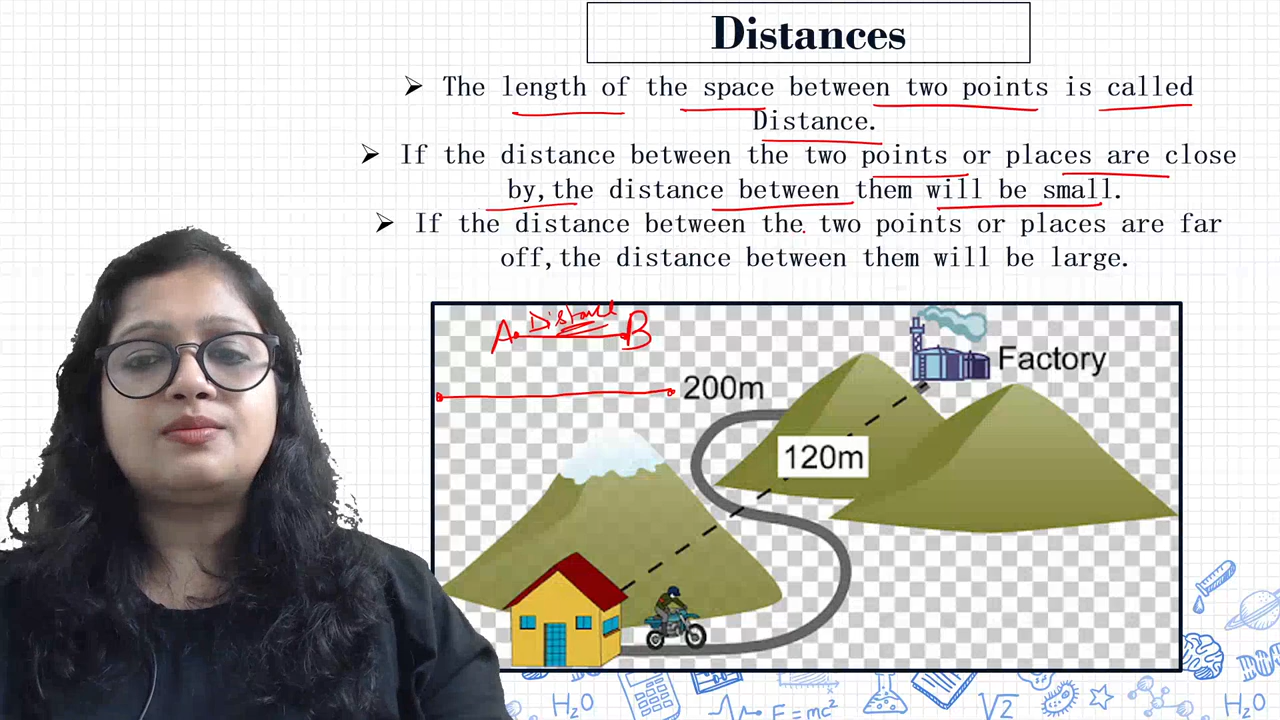 Distances
➢ The length of the space between two points is called
Distance.
➢ If the distance between the two points or places are close
by,the distance between them will be small.
➢ If the distance between the two points or places are far
off,the distance between them will be large.
A Distance B
Factory
200m
120m
H₂O
F=mc²
√2
H₂O